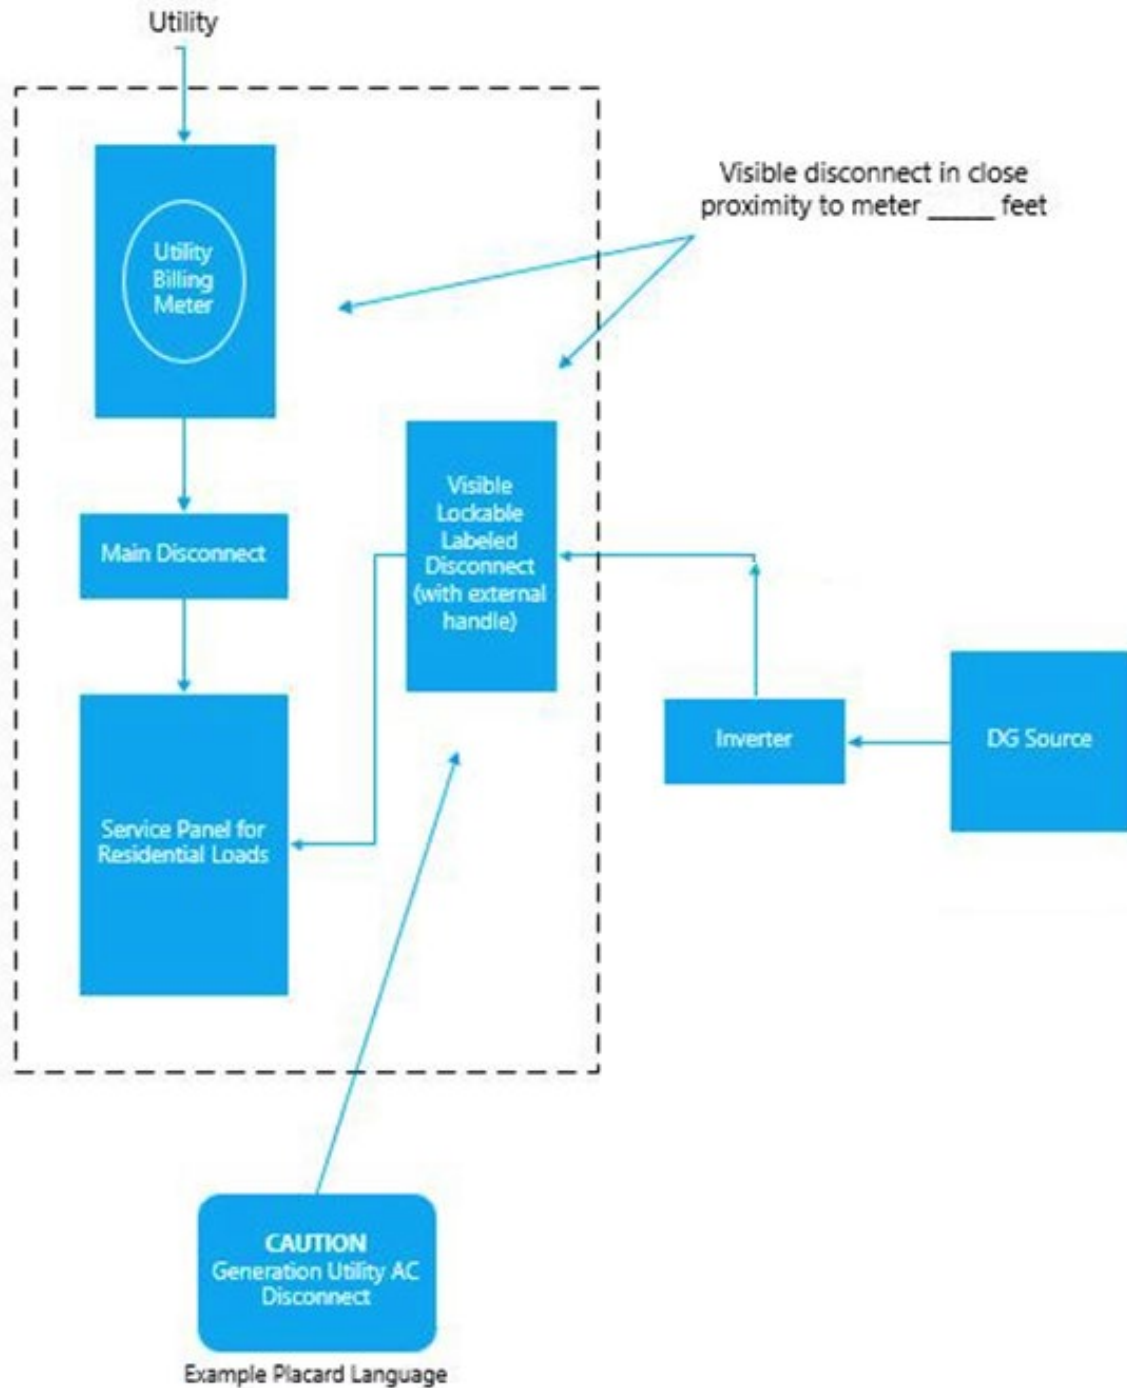 Utility
Visible disconnect in close
proximity to meter _____ feet
Utility
Billing
Meter
Visible
Lockable
Labeled
Disconnect
(with external
handle)
Main Disconnect
Inverter
DG Source
Service Panel for
Residential Loads
CAUTION
Generation Utility AC
Disconnect
Example Placard Language